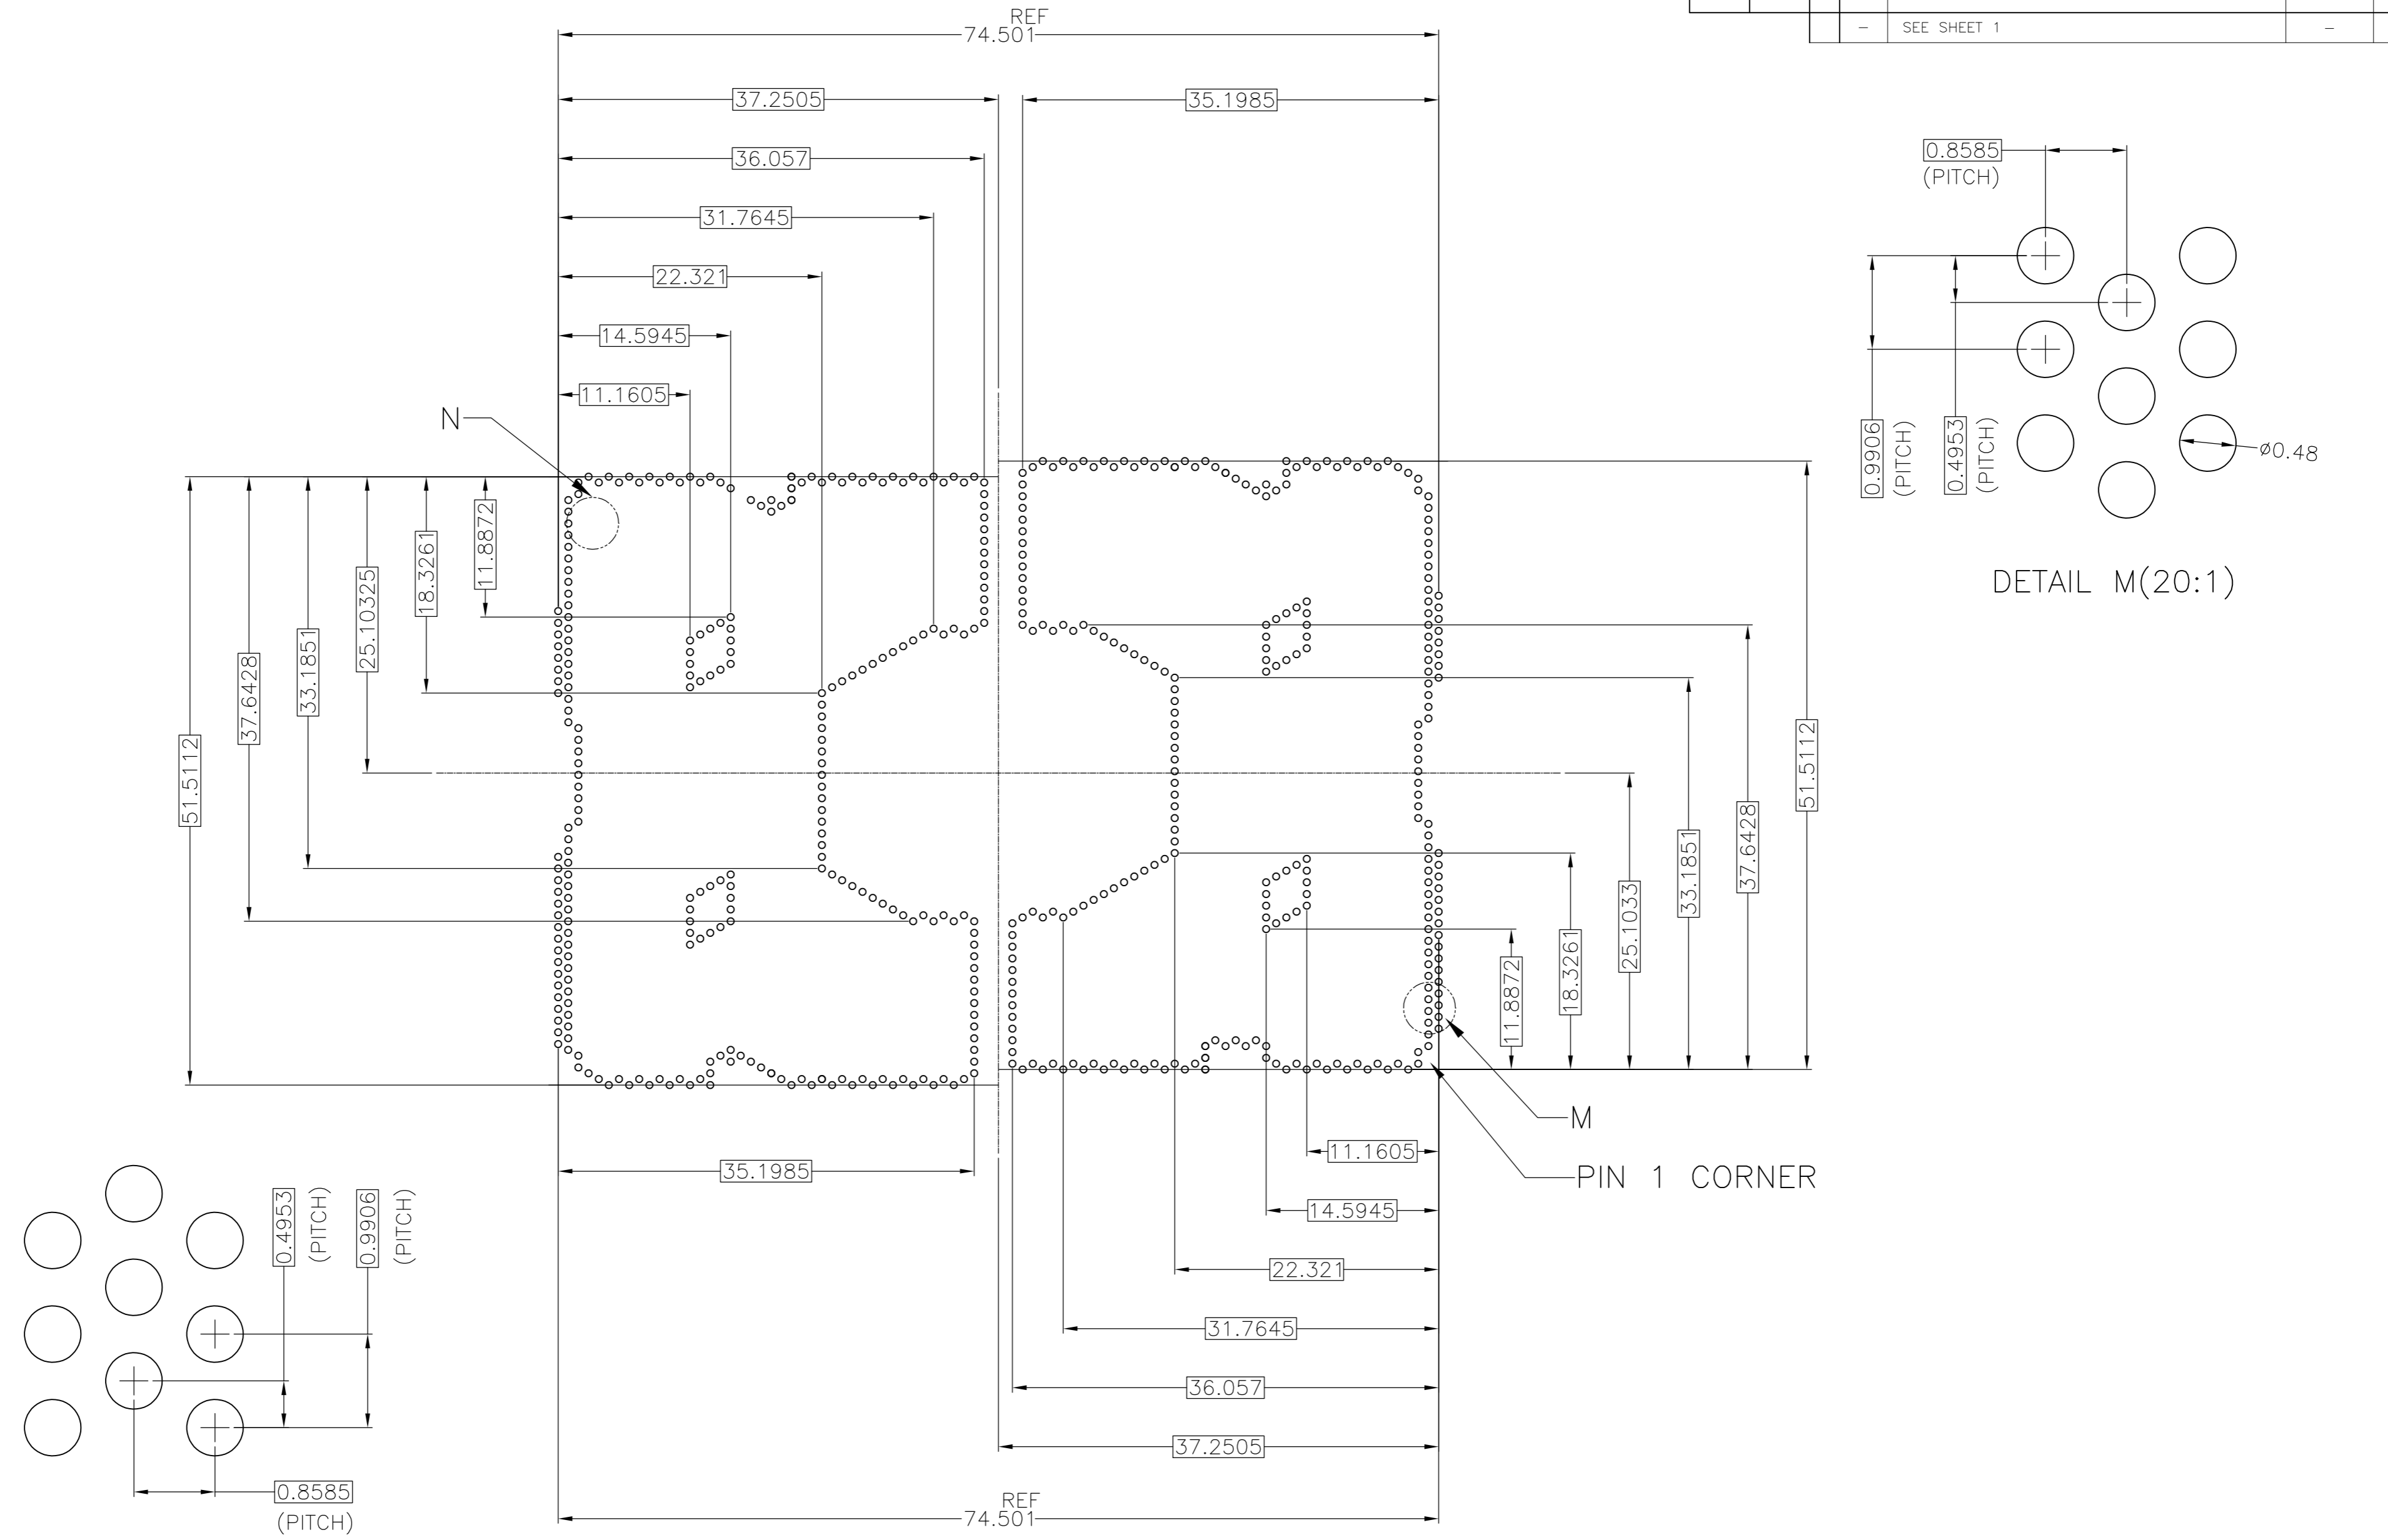 REF
74.501
- SEE SHEET 1 -
37.2505
35.1985
36.057
31.7645
22.321
14.5945
11.1605
N
0.8585
(PITCH)
0.9906
(PITCH)
0.4953
(PITCH)
ø0.48
DETAIL M(20:1)
51.5112
37.6428
33.1851
25.10325
18.3261
11.8872
11.8872
18.3261
25.1033
33.1851
37.6428
51.5112
M
PIN 1 CORNER
35.1985
11.1605
14.5945
22.321
31.7645
36.057
37.2505
REF
74.501
0.4953
(PITCH)
0.9906
(PITCH)
0.8585
(PITCH)